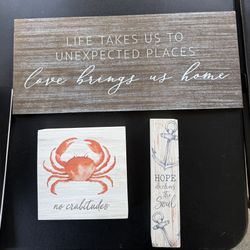 LIFE TAKES US TO
UNEXPECTED PLACES
love brings us home
no crabitudes
HOPE
anchors the
Soul